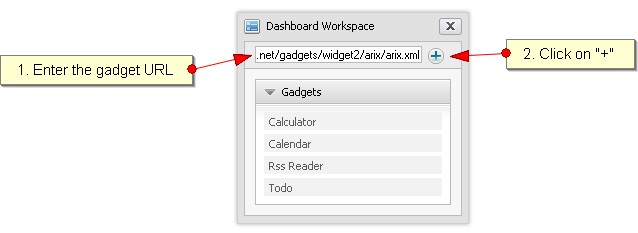 Dashboard Workspace
1. Enter the gadget URL
.net/gadgets/widget2/arix/arix.xml
2. Click on "+"
Gadgets
Calculator
Calendar
Rss Reader
Todo